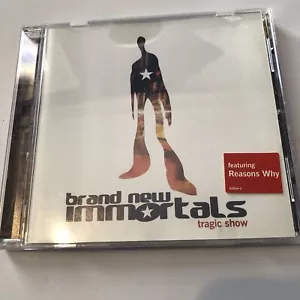 featuring
Reasons Why
brand new
immortals
tragic show